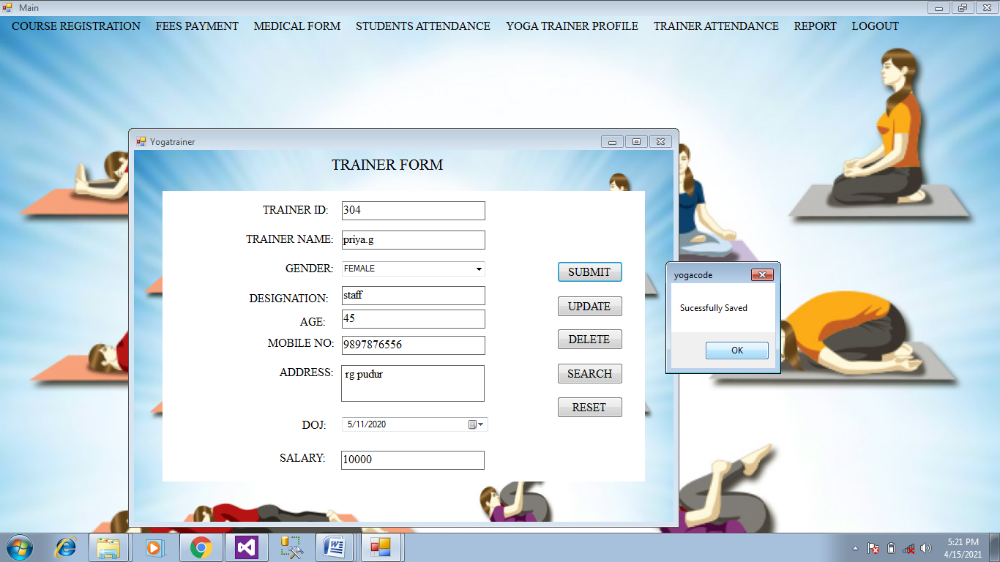 Main
COURSE REGISTRATION FEES PAYMENT MEDICAL FORM STUDENTS ATTENDANCE YOGA TRAINER PROFILE TRAINER ATTENDANCE REPORT LOGOUT
Yogatrainer
TRAINER FORM
TRAINER ID: 304
TRAINER NAME: priya.g
GENDER: FEMALE
DESIGNATION: staff
AGE: 45
MOBILE NO: 9897876556
ADDRESS: rg pudur
DOJ: 5/11/2020
SALARY: 10000
SUBMIT
UPDATE
DELETE
SEARCH
RESET
yogacode
Sucessfully Saved
OK
5:21 PM
4/15/2021